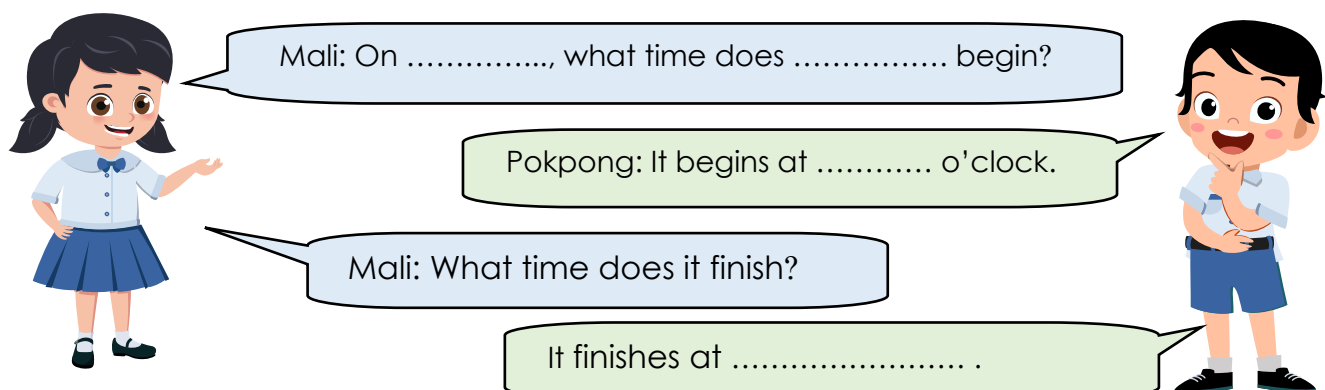 Mali: On ….………..., what time does ……………. begin?
Pokpong: It begins at ………… o’clock.
Mali: What time does it finish?
It finishes at ………………….. .